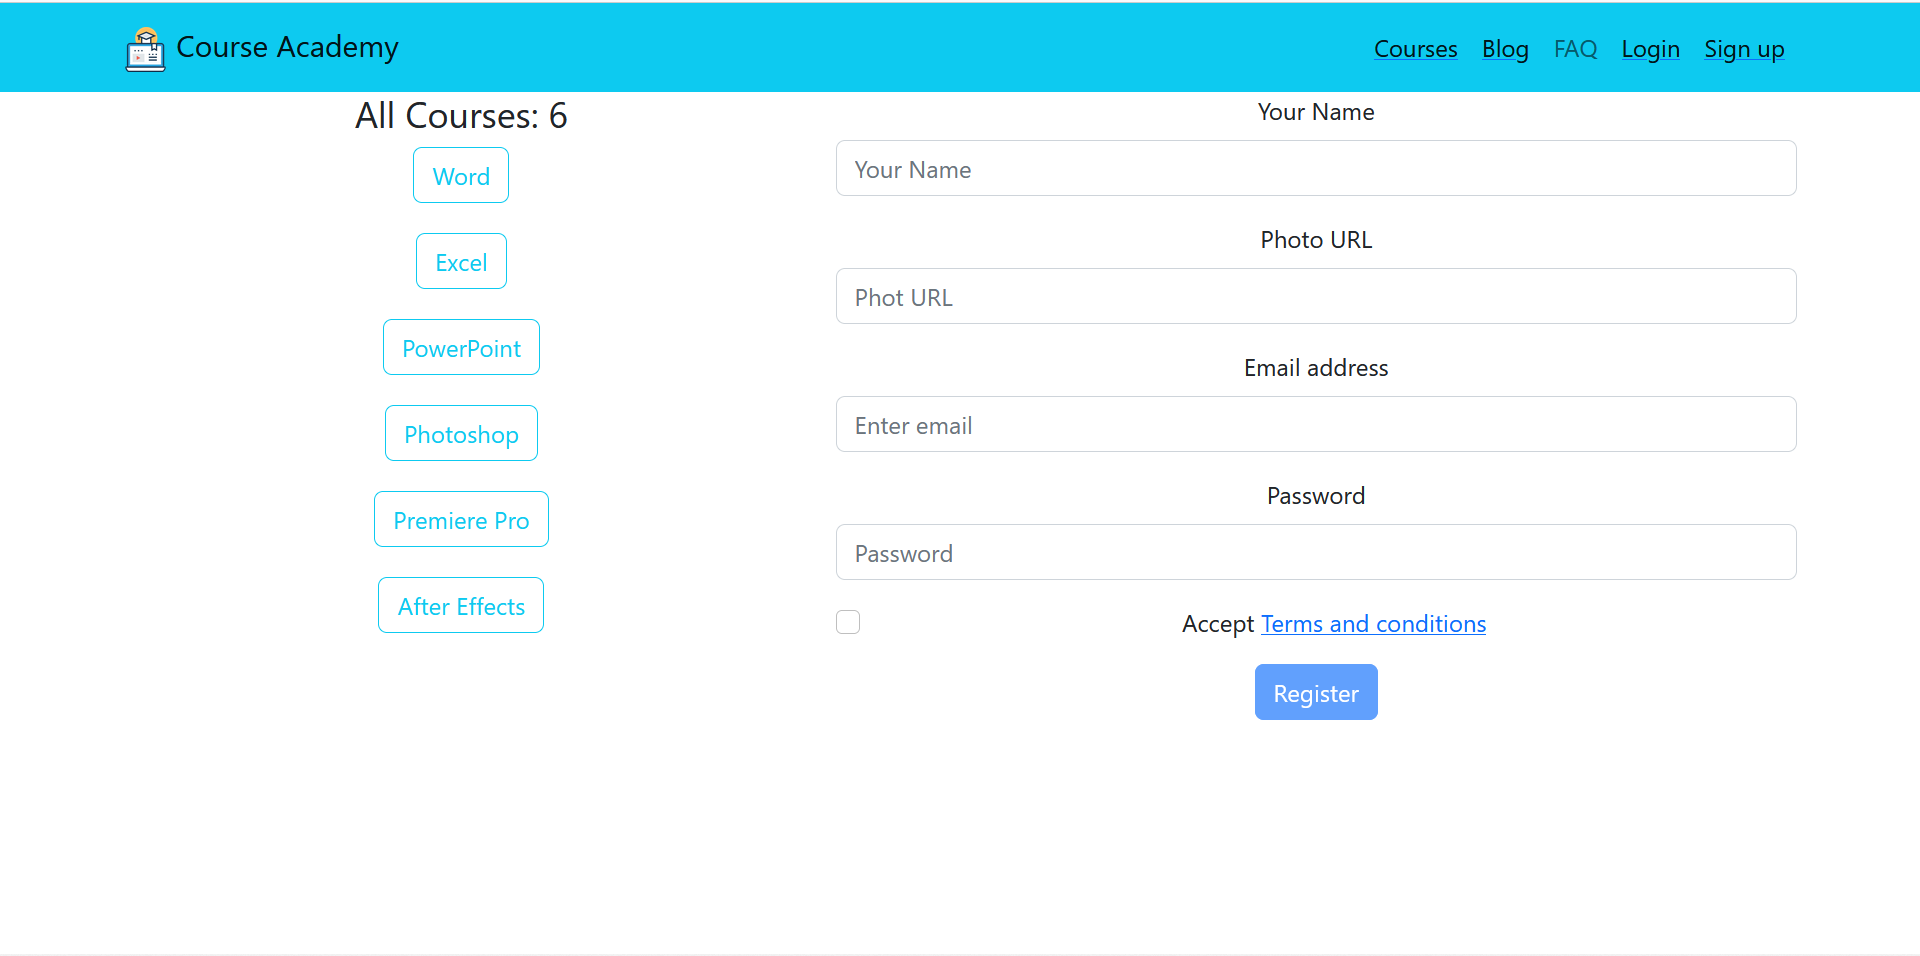 Course Academy
Courses Blog FAQ Login Sign up
All Courses: 6
Word
Excel
PowerPoint
Photoshop
Premiere Pro
After Effects
Your Name
Your Name
Photo URL
Phot URL
Email address
Enter email
Password
Password
Accept Terms and conditions
Register